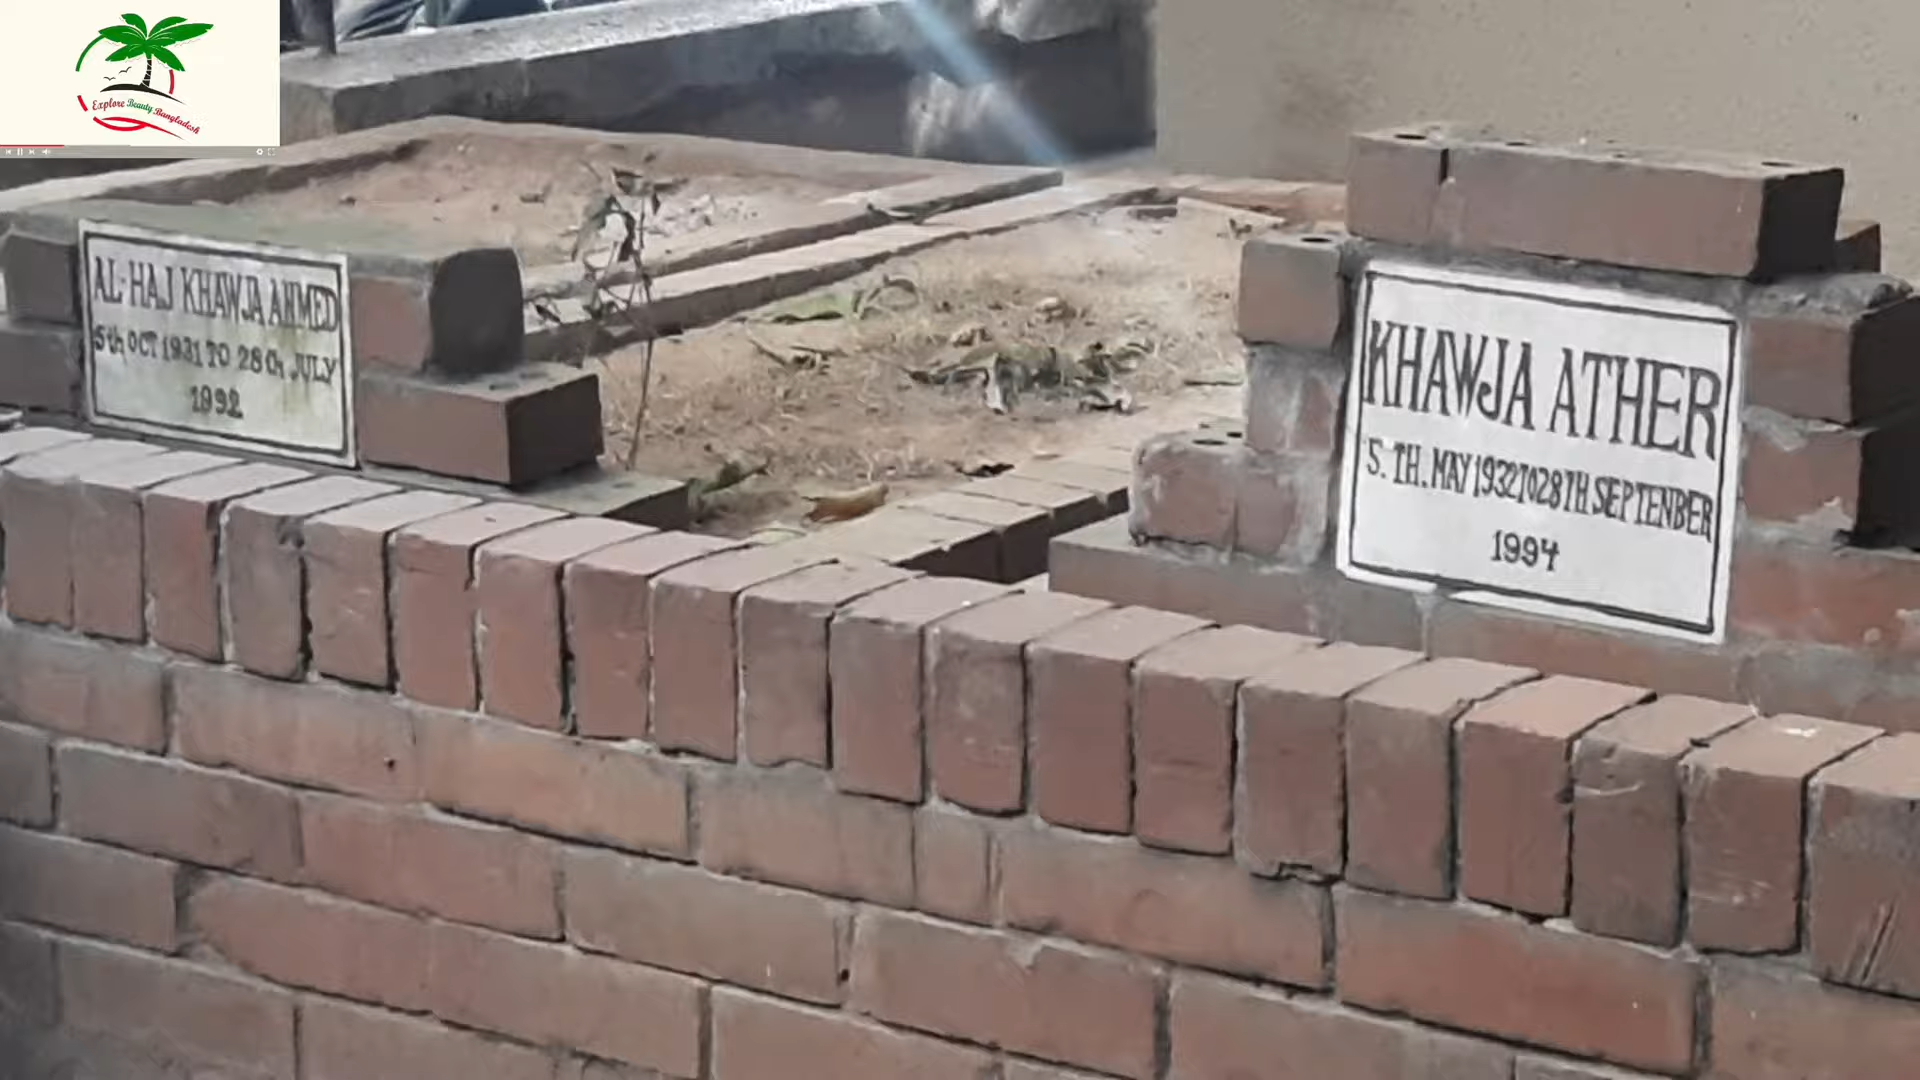 Explore Beauty Bangladesh
AL-HAJ KHAWJA AHMED
5th OCT 1931 TO 28th JULY
1992
KHAWJA ATHER
5. TH. MAY 1932 TO 28TH SEPTENBER
1994